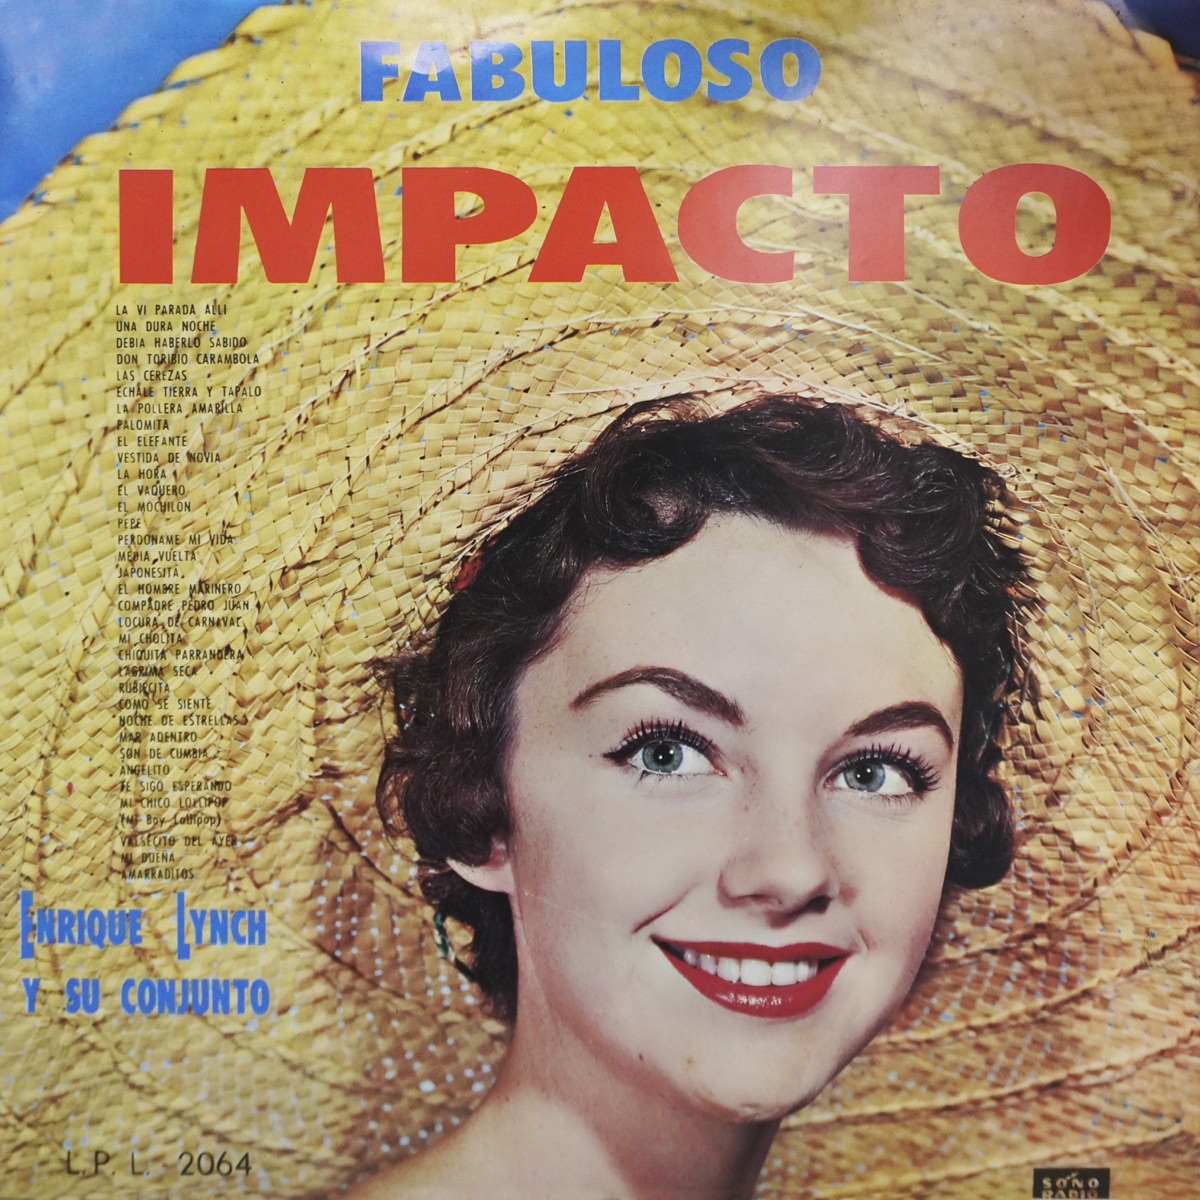 FABULOSO
IMPACTO
LA VI PARADA ALLI
UNA DURA NOCHE
DEBIA HABERLO SABIDO
DON TORIBIO CARAMBOLA
LAS CEREZAS
ECHALE TIERRA Y TAPALO
LA POLLERA AMARILLA
PALOMITA
EL ELEFANTE
VESTIDA DE NOVIA
LA HORA
EL VAQUERO
EL MOCHILON
PEPE
PERDONAME MI VIDA
MEDIA VUELTA
JAPONESITA
EL HOMBRE MARINERO
COMPADRE PEDRO JUAN
LOCURA DE CARNAVAL
MI CHOLITA
CHIQUITA PARRANDERA
LAGRIMA SECA
RUBIECITA
COMO SE SIENTE
NOCHE DE ESTRELLAS
MAR ADENTRO
SON DE CUMBIA
ANGELITO
TE SIGO ESPERANDO
MI CHICO LOLLIPOP
(Mi Boy Lollipop)
VALSECITO DEL AYER
MI DUEÑA
AMARRADITOS
ENRIQUE LYNCH
Y SU CONJUNTO
L.P. L. 2064
SONO
RADIO